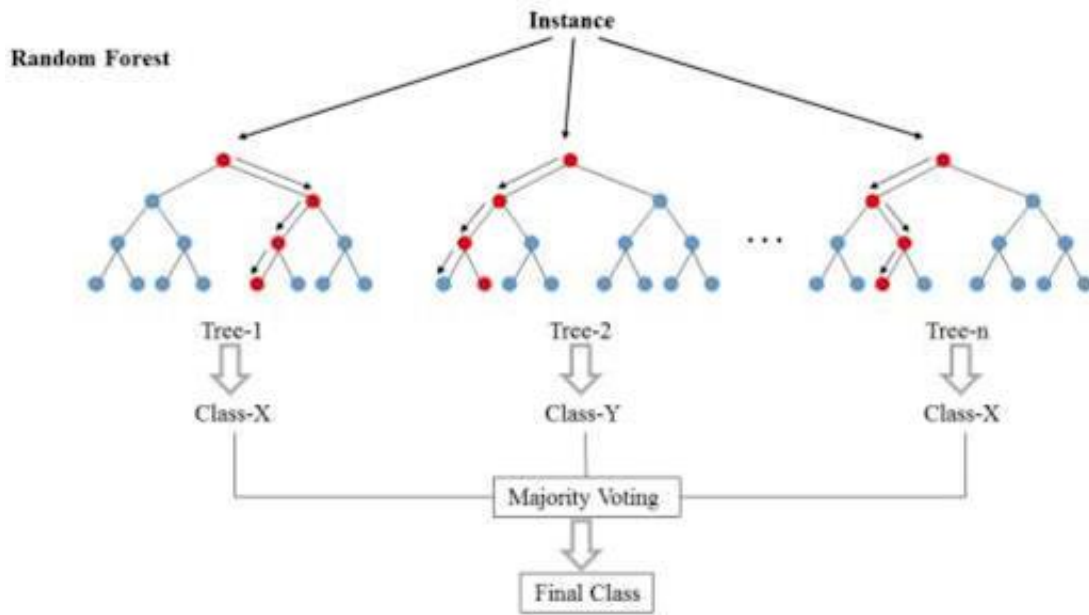 Instance
Random Forest
...
Tree-1 Tree-2 Tree-n
Class-X Class-Y Class-X
Majority Voting
Final Class